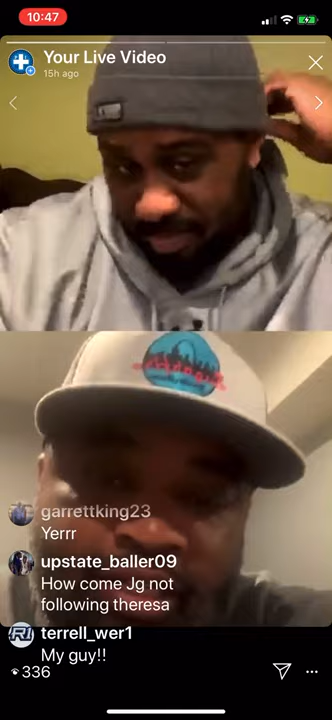 10:47
Your Live Video
15h ago
garrettking23
Yerrr
upstate_baller09
How come Jg not
following theresa
terrell_wer1
My guy!!
336